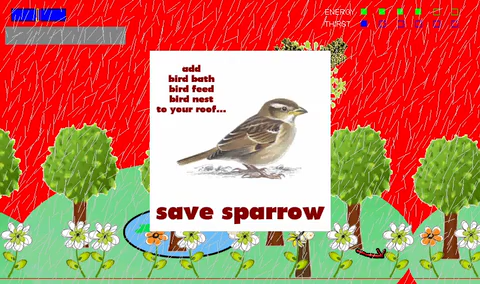 ENERGY
THIRST
add
bird bath
bird feed
bird nest
to your roof...
save sparrow